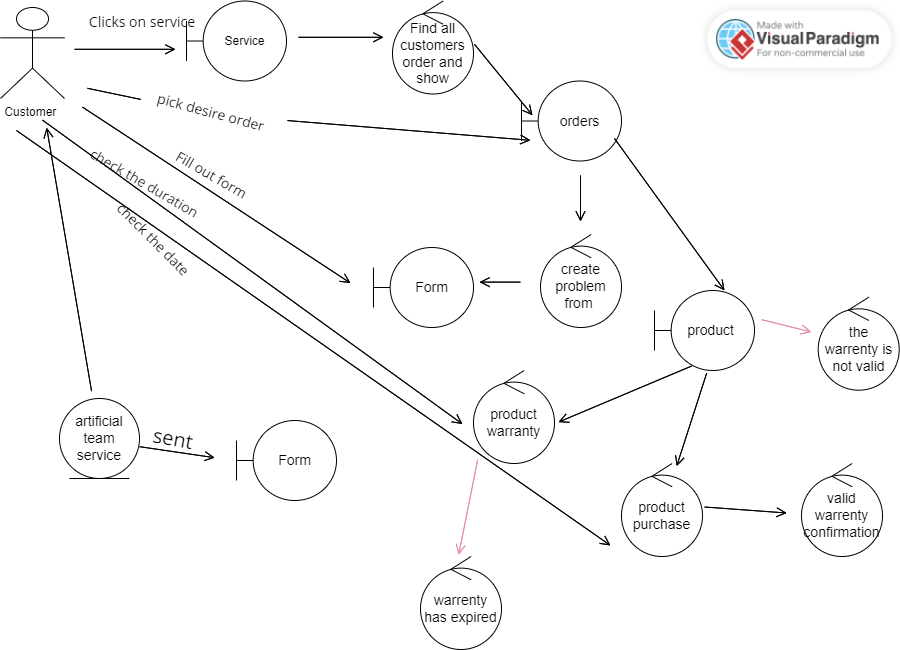 Clicks on service
Service
Find all
customers
order and
show
Made with
Visual Paradigm
For non-commercial use
Customer
pick desire order
orders
Fill out form
check the duration
check the date
Form
create
problem
from
product
the
warrenty is
not valid
product
warranty
artificial
team
service
sent
Form
product
purchase
valid
warrenty
confirmation
warrenty
has expired